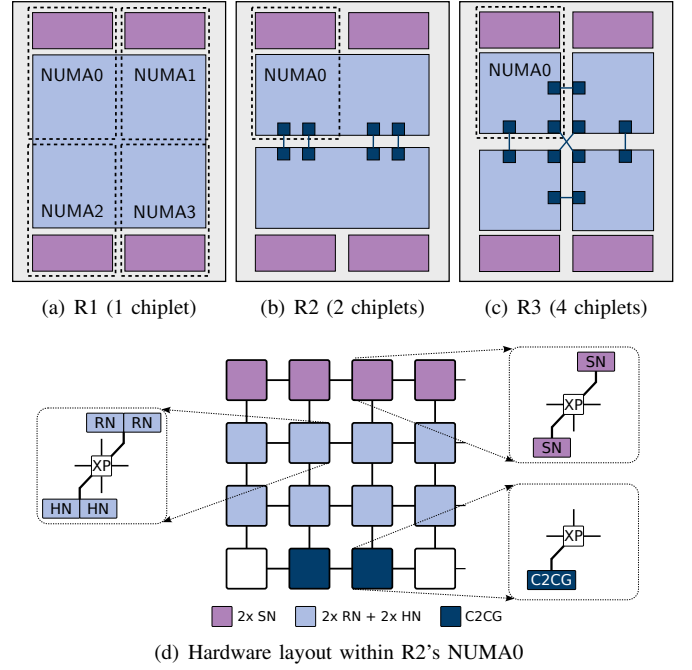 NUMA0 NUMA1
NUMA2 NUMA3
NUMA0
NUMA0
(a) R1 (1 chiplet)
(b) R2 (2 chiplets)
(c) R3 (4 chiplets)
RN RN
XP
HN HN
SN
XP
SN
XP
C2CG
2x SN
2x RN + 2x HN
C2CG
(d) Hardware layout within R2's NUMA0